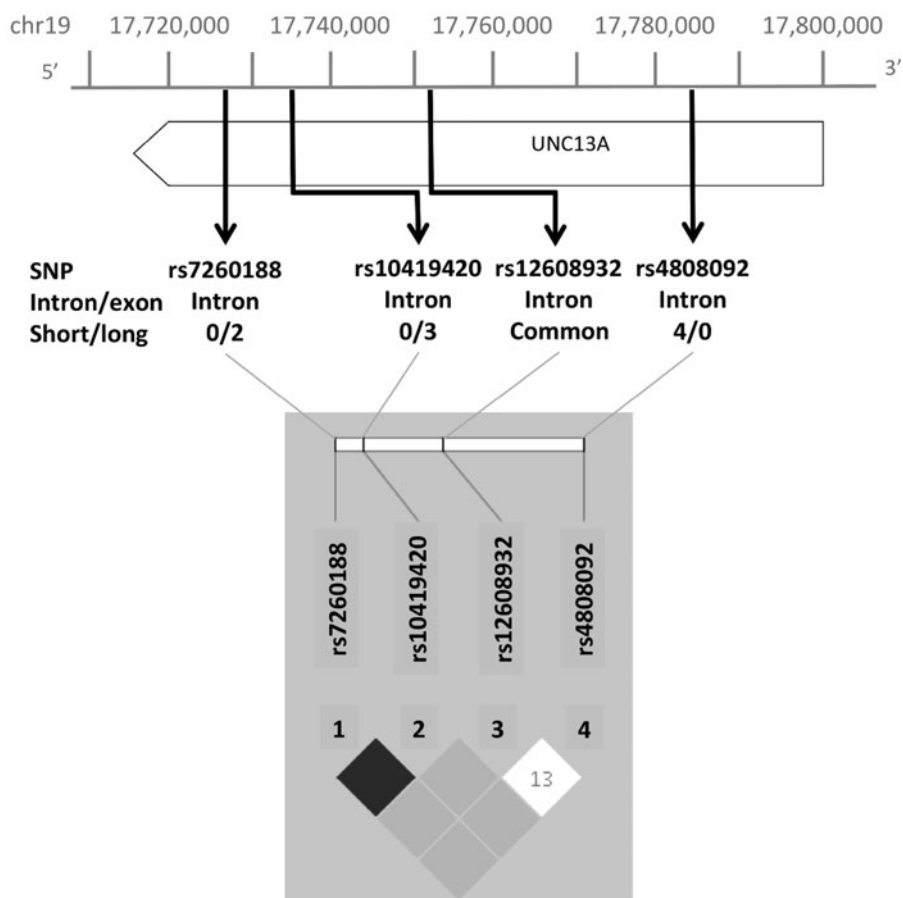 chr19 17,720,000 17,740,000 17,760,000 17,780,000 17,800,000
5’ 3’
UNC13A
SNP rs7260188 rs10419420 rs12608932 rs4808092
Intron/exon Intron Intron Intron Intron
Short/long 0/2 0/3 Common 4/0
rs7260188 rs10419420 rs12608932 rs4808092
1 2 3 4
13